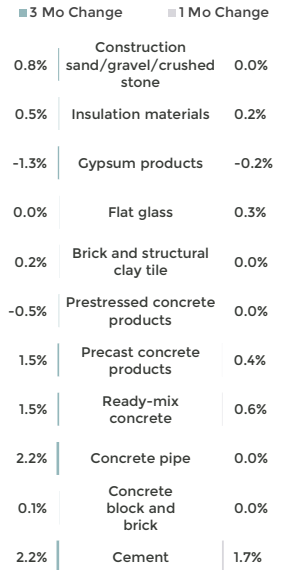 3 Mo Change 1 Mo Change
Construction
0.8% sand/gravel/crushed 0.0%
stone
0.5% Insulation materials 0.2%
-1.3% Gypsum products -0.2%
0.0% Flat glass 0.3%
Brick and structural
0.2% 0.0%
clay tile
Prestressed concrete
-0.5% 0.0%
products
Precast concrete
1.5% 0.4%
products
Ready-mix
1.5% 0.6%
concrete
2.2% Concrete pipe 0.0%
Concrete
0.1% block and 0.0%
brick
2.2% Cement 1.7%